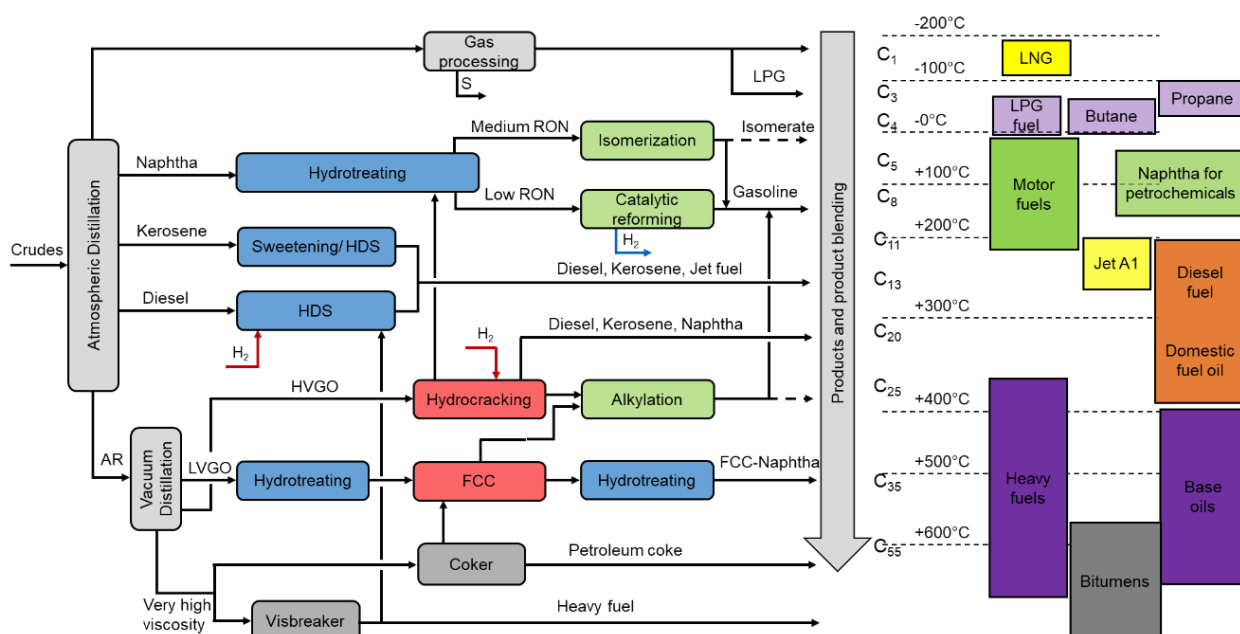 Gas
processing
S
LPG
Medium RON
Isomerization
Isomerate
Naphtha
Hydrotreating
Low RON
Catalytic
reforming
Gasoline
H2
Kerosene
Sweetening/ HDS
Crudes
Atmospheric Distillation
Diesel, Kerosene, Jet fuel
Diesel
HDS
H2
Diesel, Kerosene, Naphtha
H2
HVGO
Hydrocracking
Alkylation
AR
Vacuum
Distillation
LVGO
Hydrotreating
FCC
Hydrotreating
FCC-Naphtha
Coker
Petroleum coke
Very high
viscosity
Visbreaker
Heavy fuel
Products and product blending
-200°C
C1
LNG
-100°C
C3
Propane
LPG
fuel
Butane
C4
-0°C
C5
+100°C
Motor
fuels
Naphtha for
petrochemicals
C8
+200°C
C11
Jet A1
Diesel
fuel
C13
+300°C
C20
Domestic
fuel oil
C25
+400°C
+500°C
C35
Heavy
fuels
Base
oils
+600°C
C55
Bitumens